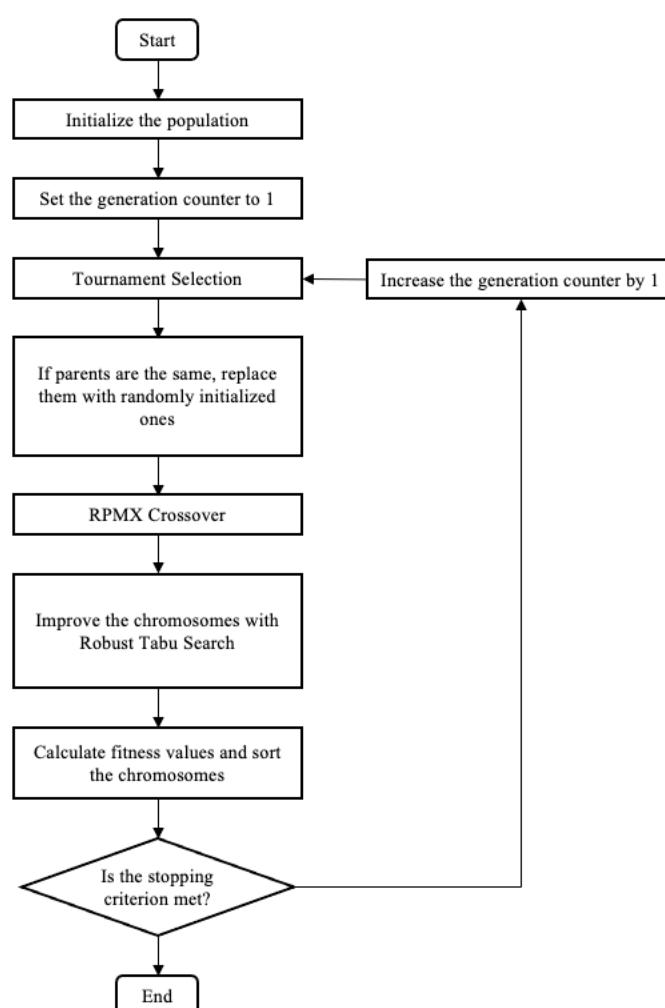 Start
Initialize the population
Set the generation counter to 1
Tournament Selection
Increase the generation counter by 1
If parents are the same, replace
them with randomly initialized
ones
RPMX Crossover
Improve the chromosomes with
Robust Tabu Search
Calculate fitness values and sort
the chromosomes
Is the stopping
criterion met?
End